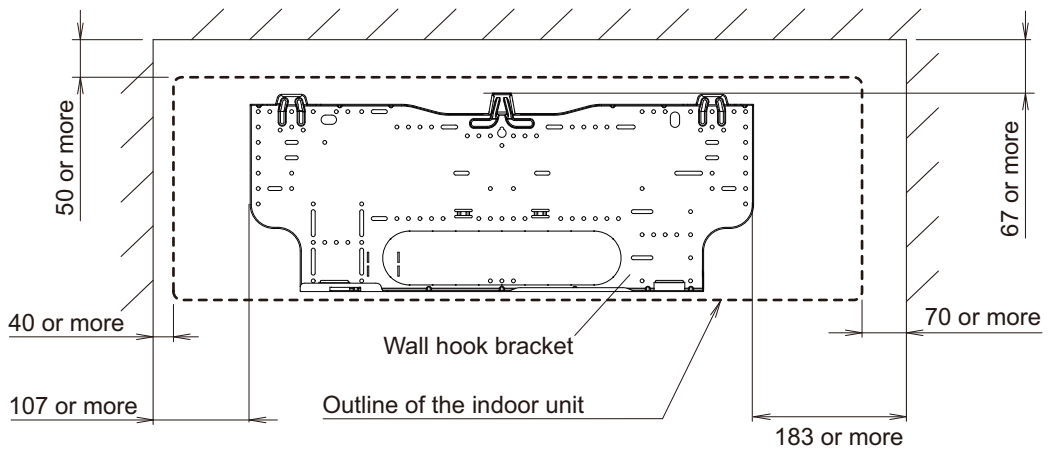 50 or more
67 or more
40 or more
70 or more
Wall hook bracket
107 or more
Outline of the indoor unit
183 or more